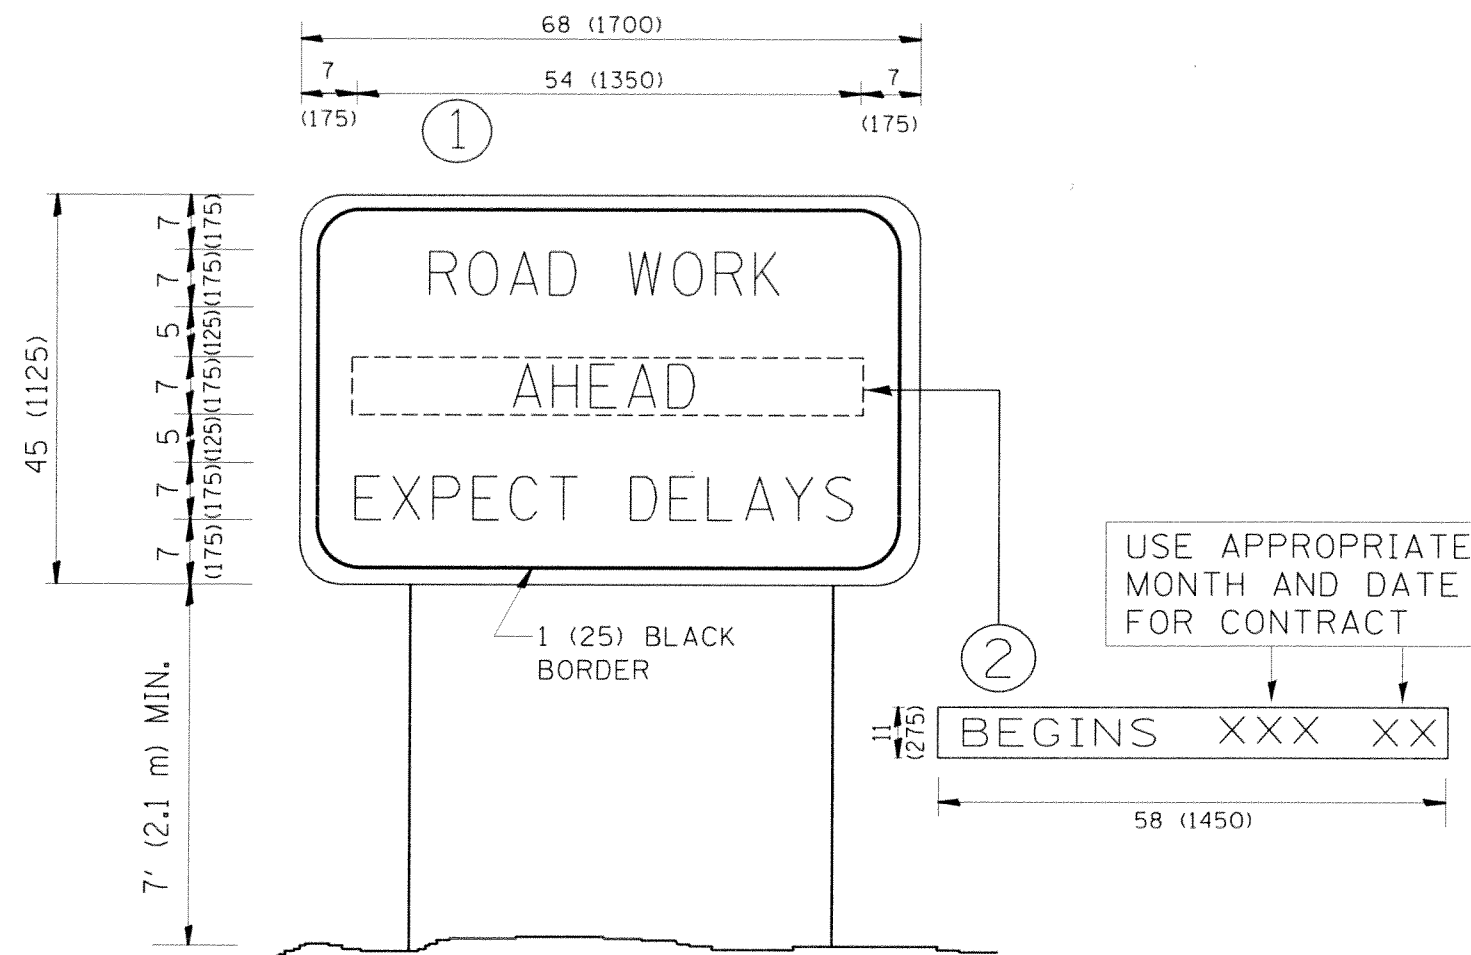 68 (1700)
7
54 (1350)
7
(175)
(175)
1
7
(175)
7
(175)
5
(125)
7
(175)
5
(125)
7
(175)
7
(175)
45 (1125)
ROAD WORK
AHEAD
EXPECT DELAYS
1 (25) BLACK
BORDER
7' (2.1 m) MIN.
USE APPROPRIATE
MONTH AND DATE
FOR CONTRACT
2
11
(275)
BEGINS XXX XX
58 (1450)